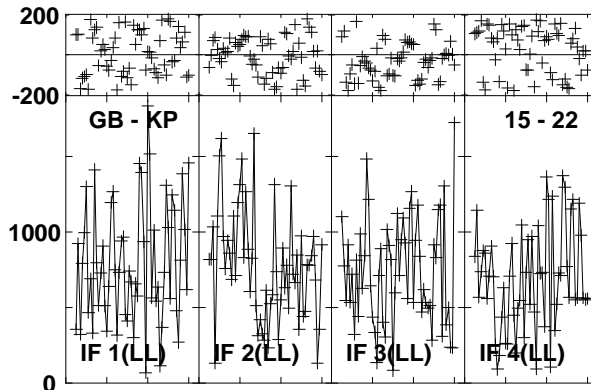 200
-200
GB - KP 15 - 22
1000
IF 1(LL) IF 2(LL) IF 3(LL) IF 4(LL)
0